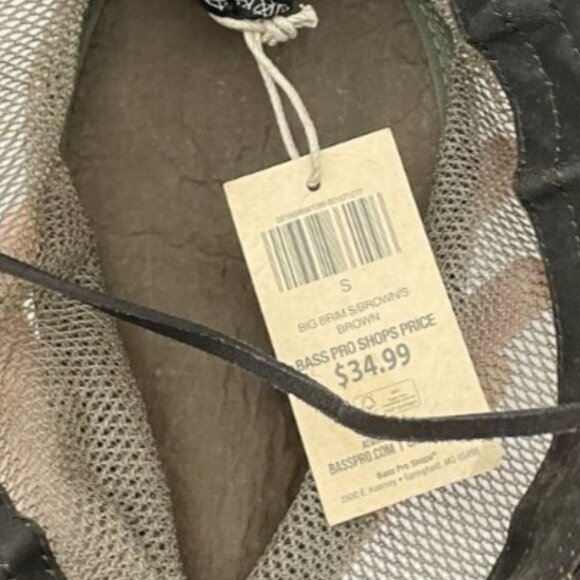 S
BIG BRIM S/BROWN/S
BROWN
BASS PRO SHOPS PRICE
$34.99
BASSPRO.COM |
Bass Pro Shops®
2500 E. Kearney • Springfield, MO